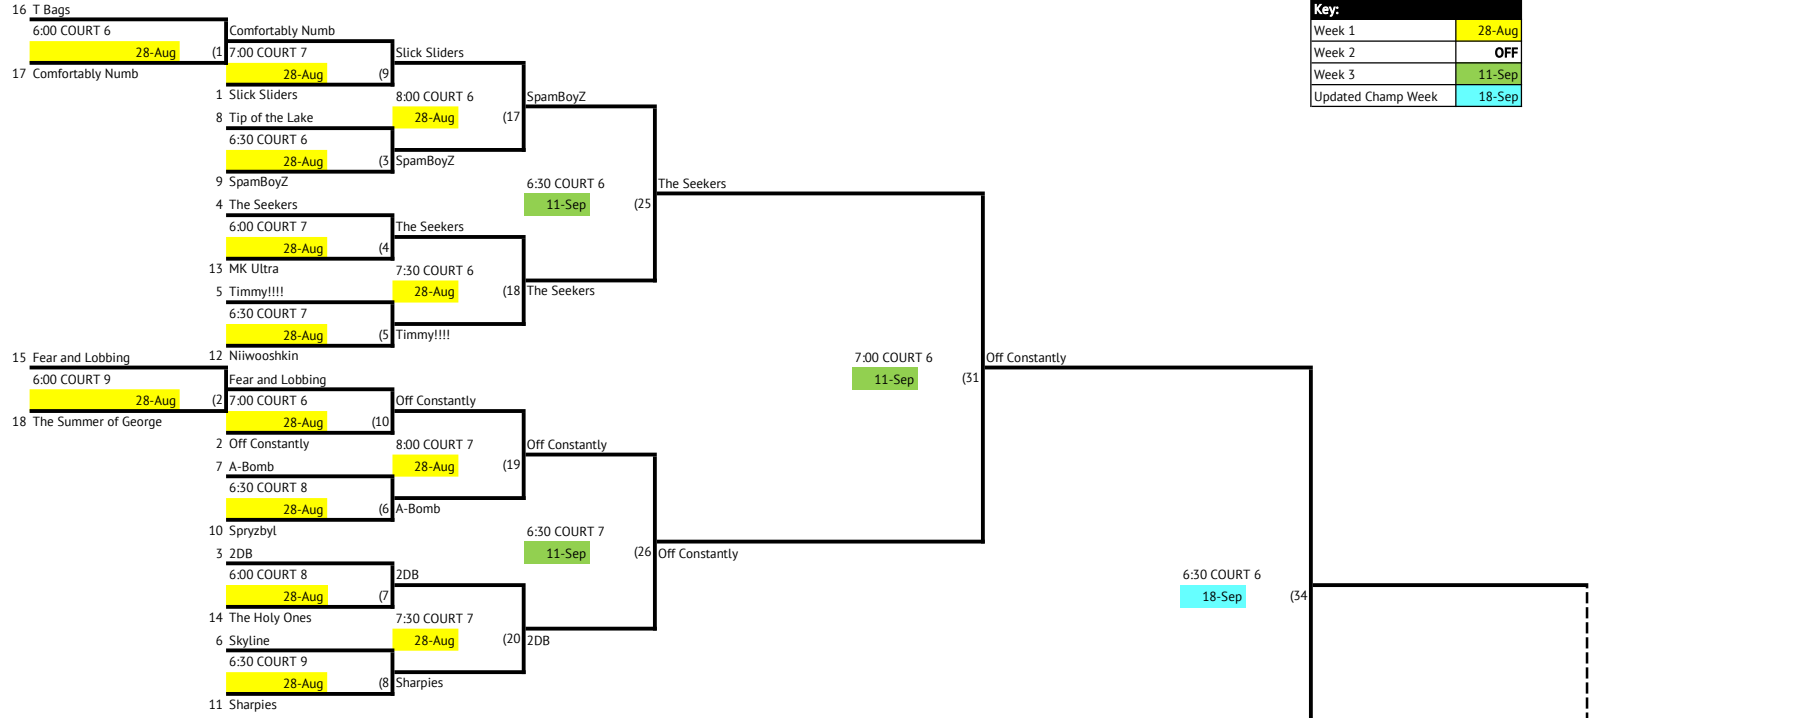 16 T Bags
Key:
6:00 COURT 6
Comfortably Numb
Week 1 28-Aug
28-Aug (1 7:00 COURT 7
Slick Sliders
Week 2 OFF
17 Comfortably Numb
28-Aug (9
Week 3 11-Sep
1 Slick Sliders
8:00 COURT 6
SpamBoyZ
Updated Champ Week 18-Sep
8 Tip of the Lake
28-Aug (17
6:30 COURT 6
28-Aug (3 SpamBoyZ
9 SpamBoyZ
6:30 COURT 6
The Seekers
4 The Seekers
11-Sep (25
6:00 COURT 7
The Seekers
28-Aug (4
13 MK Ultra
7:30 COURT 6
5 Timmy!!!!
28-Aug (18 The Seekers
6:30 COURT 7
28-Aug (5 Timmy!!!!
15 Fear and Lobbing
12 Niiwooshkin
7:00 COURT 6
Off Constantly
6:00 COURT 9
Fear and Lobbing
11-Sep (31
28-Aug (2 7:00 COURT 6
Off Constantly
18 The Summer of George
28-Aug (10
2 Off Constantly
8:00 COURT 7
Off Constantly
7 A-Bomb
28-Aug (19
6:30 COURT 8
28-Aug (6 A-Bomb
10 Spryzbyl
6:30 COURT 7
3 2DB
11-Sep (26 Off Constantly
6:00 COURT 8
2DB
6:30 COURT 6
28-Aug (7
18-Sep (34
14 The Holy Ones
7:30 COURT 7
6 Skyline
28-Aug (20 2DB
6:30 COURT 9
28-Aug (8 Sharpies
11 Sharpies